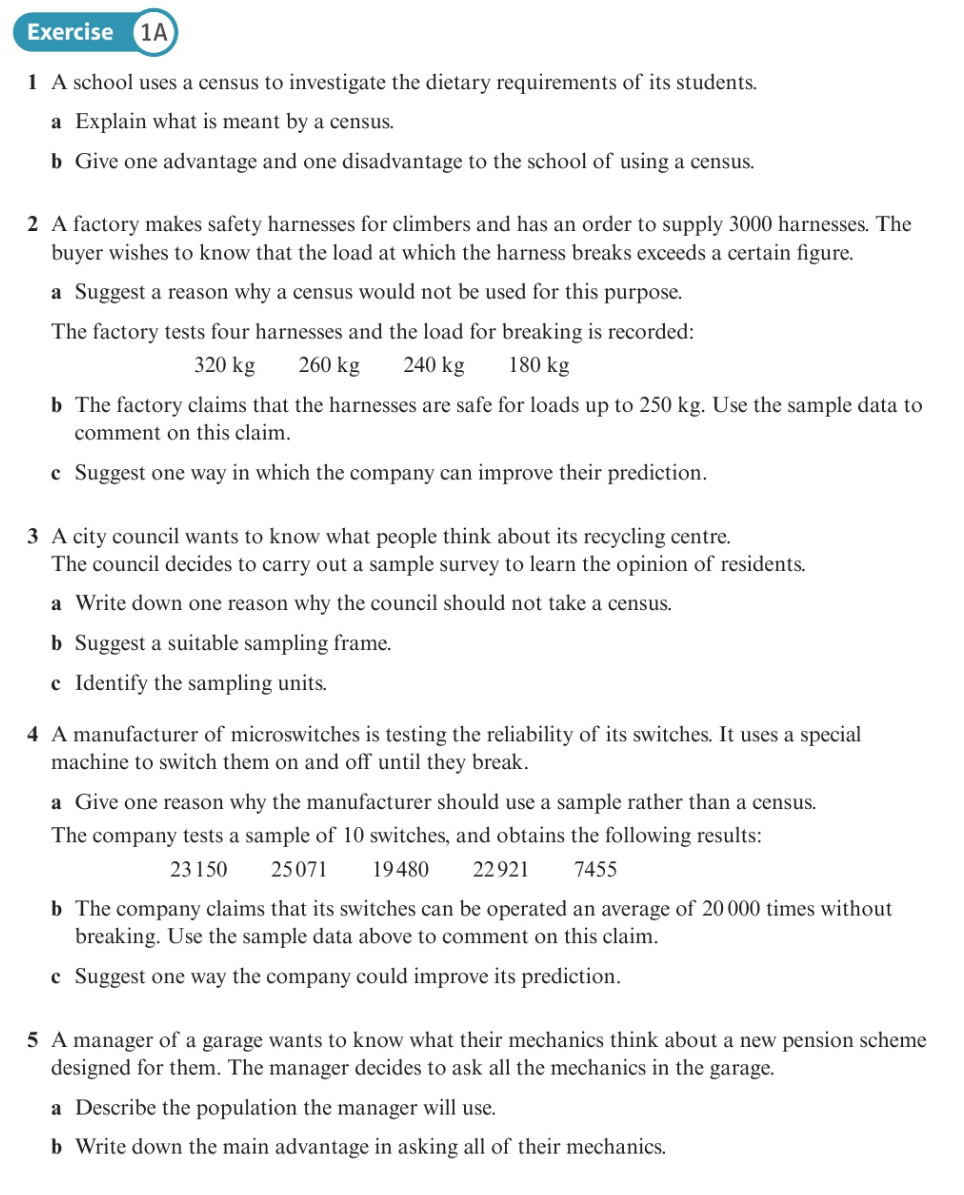 Exercise 1A
1 A school uses a census to investigate the dietary requirements of its students.
a Explain what is meant by a census.
b Give one advantage and one disadvantage to the school of using a census.
2 A factory makes safety harnesses for climbers and has an order to supply 3000 harnesses. The
buyer wishes to know that the load at which the harness breaks exceeds a certain figure.
a Suggest a reason why a census would not be used for this purpose.
The factory tests four harnesses and the load for breaking is recorded:
320 kg 260 kg 240 kg 180 kg
b The factory claims that the harnesses are safe for loads up to 250 kg. Use the sample data to
comment on this claim.
c Suggest one way in which the company can improve their prediction.
3 A city council wants to know what people think about its recycling centre.
The council decides to carry out a sample survey to learn the opinion of residents.
a Write down one reason why the council should not take a census.
b Suggest a suitable sampling frame.
c Identify the sampling units.
4 A manufacturer of microswitches is testing the reliability of its switches. It uses a special
machine to switch them on and off until they break.
a Give one reason why the manufacturer should use a sample rather than a census.
The company tests a sample of 10 switches, and obtains the following results:
23 150 25 071 19 480 22 921 7455
b The company claims that its switches can be operated an average of 20 000 times without
breaking. Use the sample data above to comment on this claim.
c Suggest one way the company could improve its prediction.
5 A manager of a garage wants to know what their mechanics think about a new pension scheme
designed for them. The manager decides to ask all the mechanics in the garage.
a Describe the population the manager will use.
b Write down the main advantage in asking all of their mechanics.